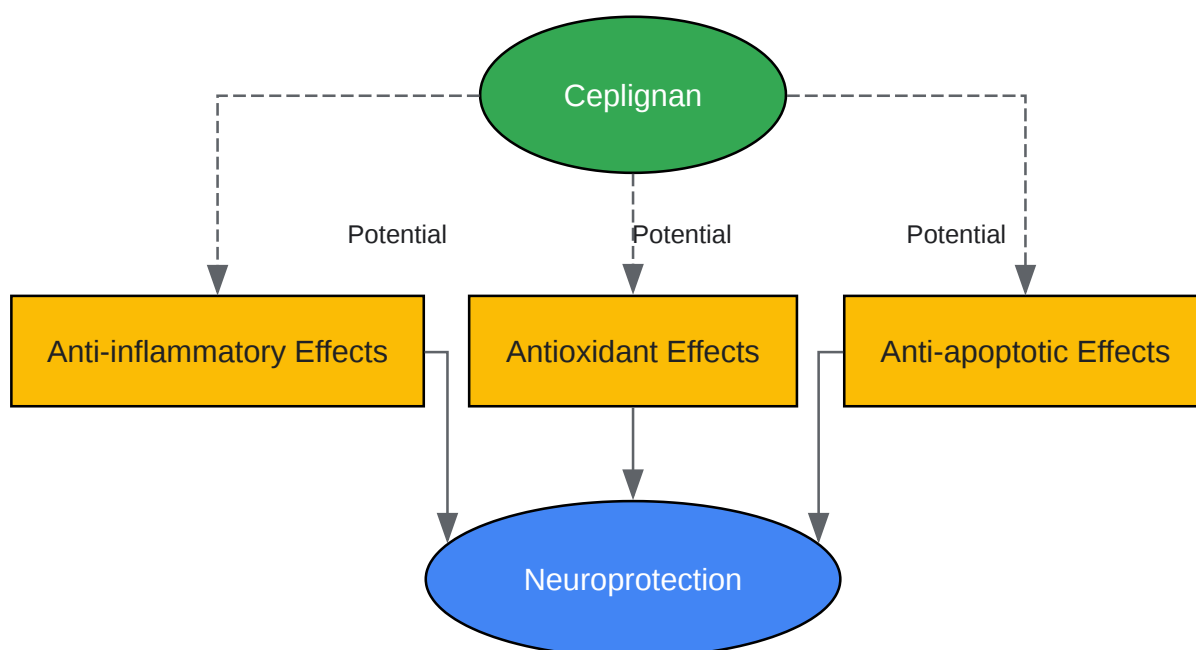 Ceplignan
Potential
Potential
Potential
Anti-inflammatory Effects
Antioxidant Effects
Anti-apoptotic Effects
Neuroprotection